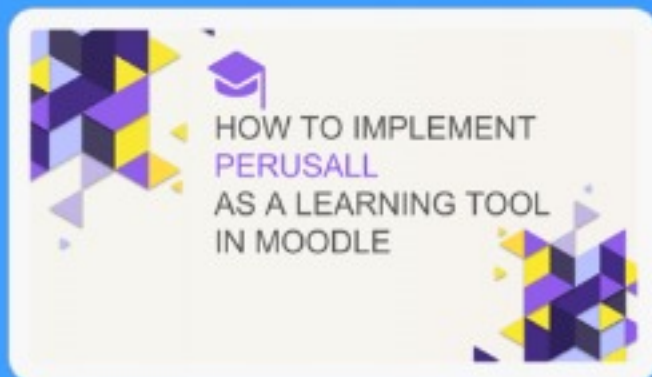 HOW TO IMPLEMENT
PERUSALL
AS A LEARNING TOOL
IN MOODLE